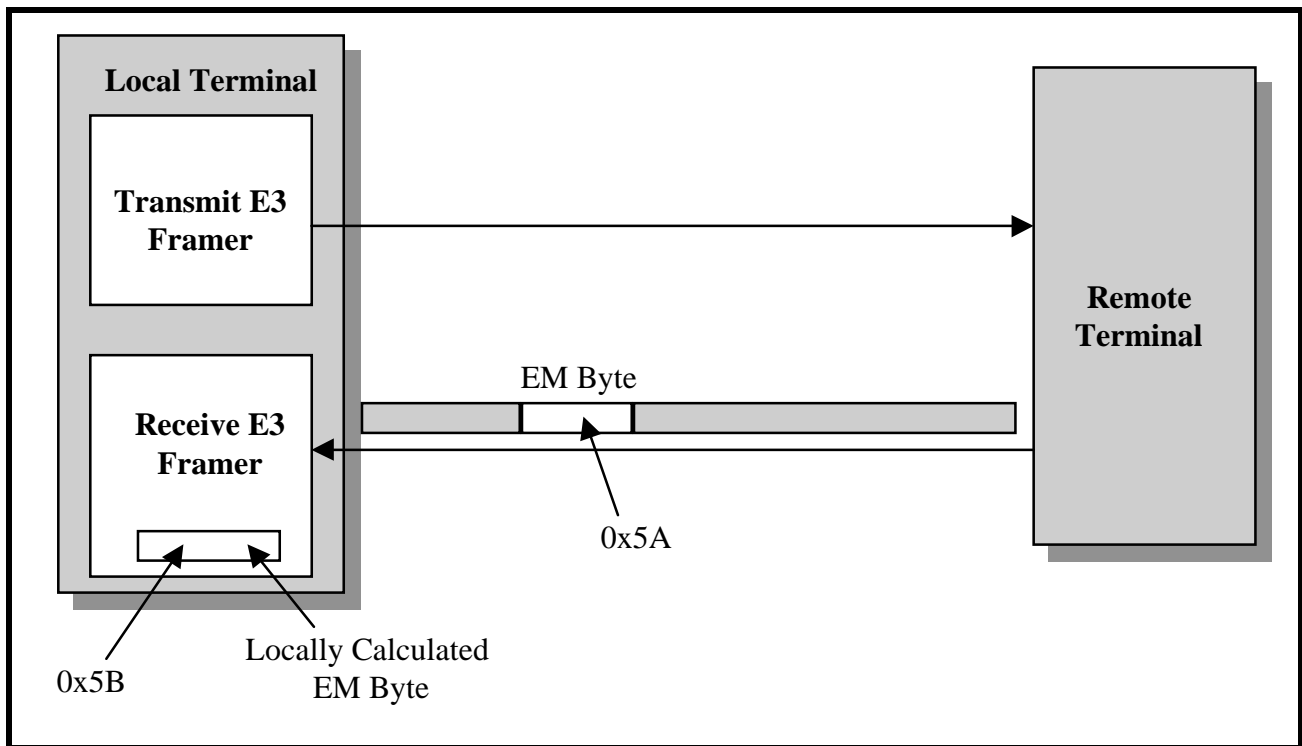 Local Terminal
Transmit E3
Framer
Remote
Terminal
EM Byte
Receive E3
Framer
0x5A
Locally Calculated
EM Byte
0x5B